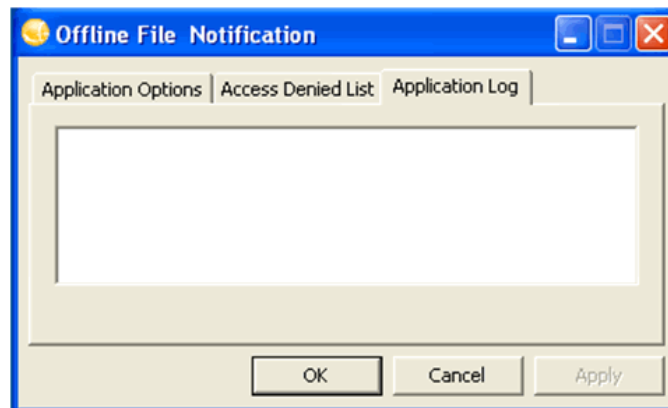 Offline File Notification
Application Options Access Denied List Application Log
OK Cancel Apply